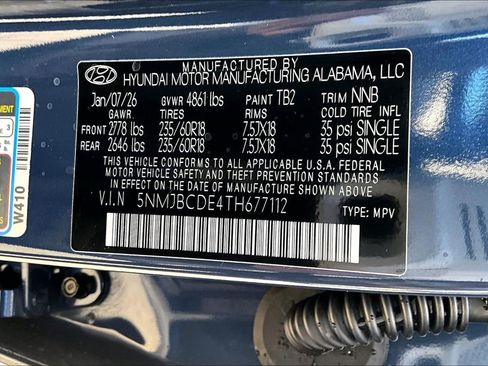 MANUFACTURED BY
HYUNDAI MOTOR MANUFACTURING ALABAMA, LLC
Jan/07/26 GVWR 4861 lbs PAINT TB2 TRIM NNB
GAWR. TIRES RIMS COLD TIRE INFL
FRONT 2778 lbs 235/60R18 7.5JX18 35 psi SINGLE
REAR 2646 lbs 235/60R18 7.5JX18 35 psi SINGLE
THIS VEHICLE CONFORMS TO ALL APPLICABLE U.S.A. FEDERAL
MOTOR VEHICLE SAFETY AND THEFT PREVENTION STANDARDS
IN EFFECT ON THE DATE OF MANUFACTURE SHOWN ABOVE.
V.I.N 5NMJBCDE4TH677112
TYPE: MPV
W410